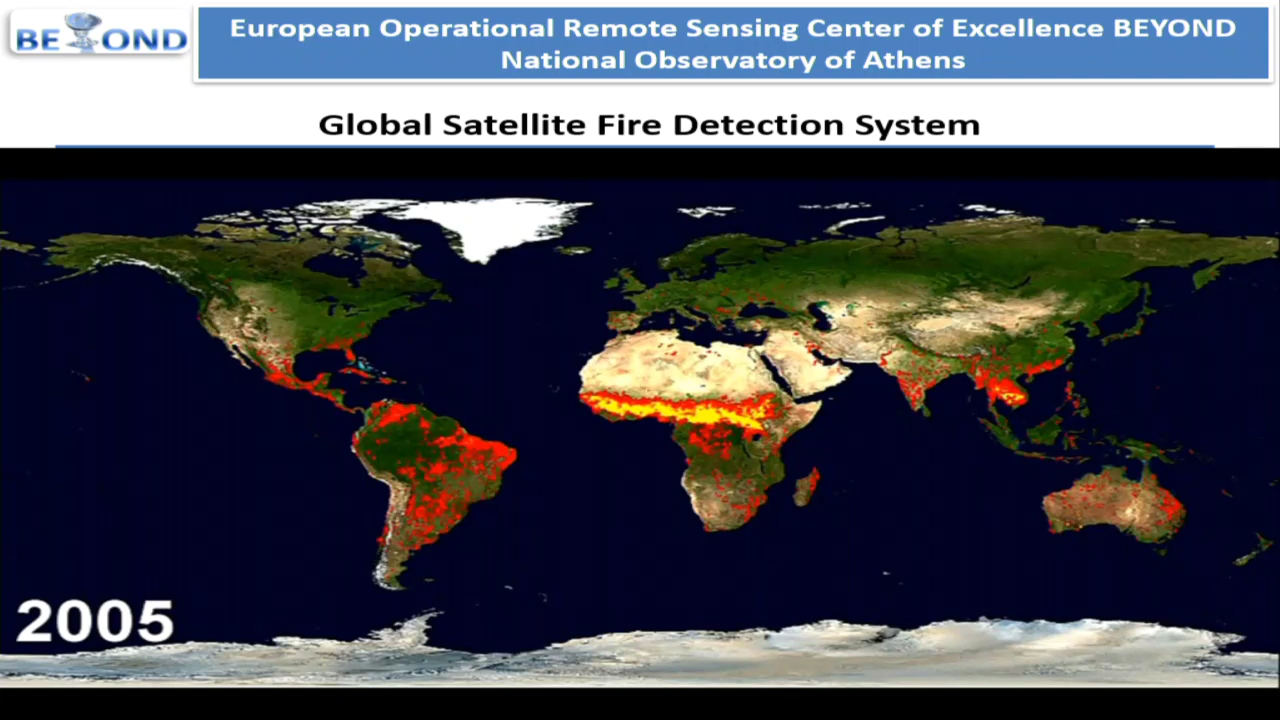 BEYOND
European Operational Remote Sensing Center of Excellence BEYOND
National Observatory of Athens
Global Satellite Fire Detection System
2005